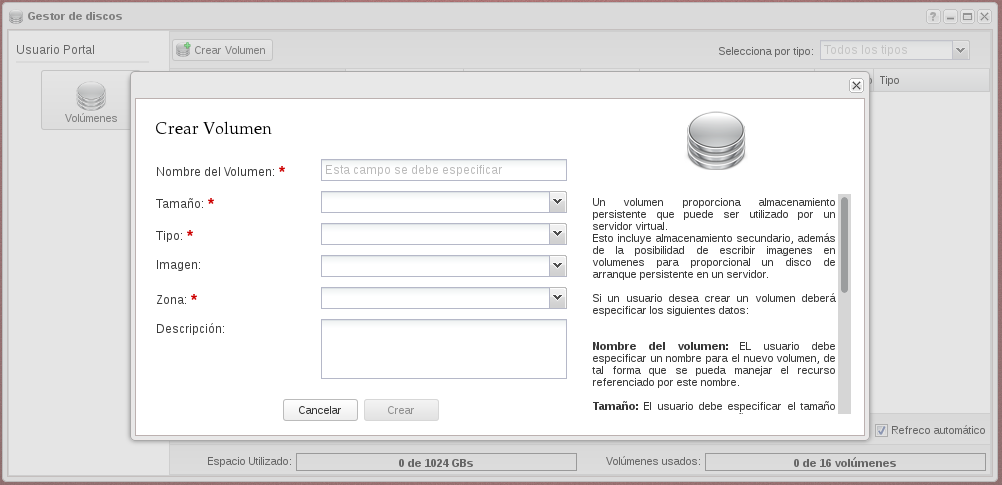 Gestor de discos
Usuario Portal
Crear Volumen
Selecciona por tipo:
Todos los tipos
Volúmenes
Tipo
Crear Volumen
Nombre del Volumen: *
Esta campo se debe especificar
Tamaño: *
Tipo: *
Imagen:
Zona: *
Descripción:
Cancelar
Crear
Un volumen proporciona almacenamiento
persistente que puede ser utilizado por un
servidor virtual.
Esto incluye almacenamiento secundario, además
de la posibilidad de escribir imagenes en
volumenes para proporcional un disco de
arranque persistente en un servidor.
Si un usuario desea crear un volumen deberá
especificar los siguientes datos:
Nombre del volumen: EL usuario debe
especificar un nombre para el nuevo volumen, de
tal forma que se pueda manejar el recurso
referenciado por este nombre.
Tamaño: El usuario debe especificar el tamaño
Refreco automático
Espacio Utilizado:
0 de 1024 GBs
Volúmenes usados:
0 de 16 volúmenes